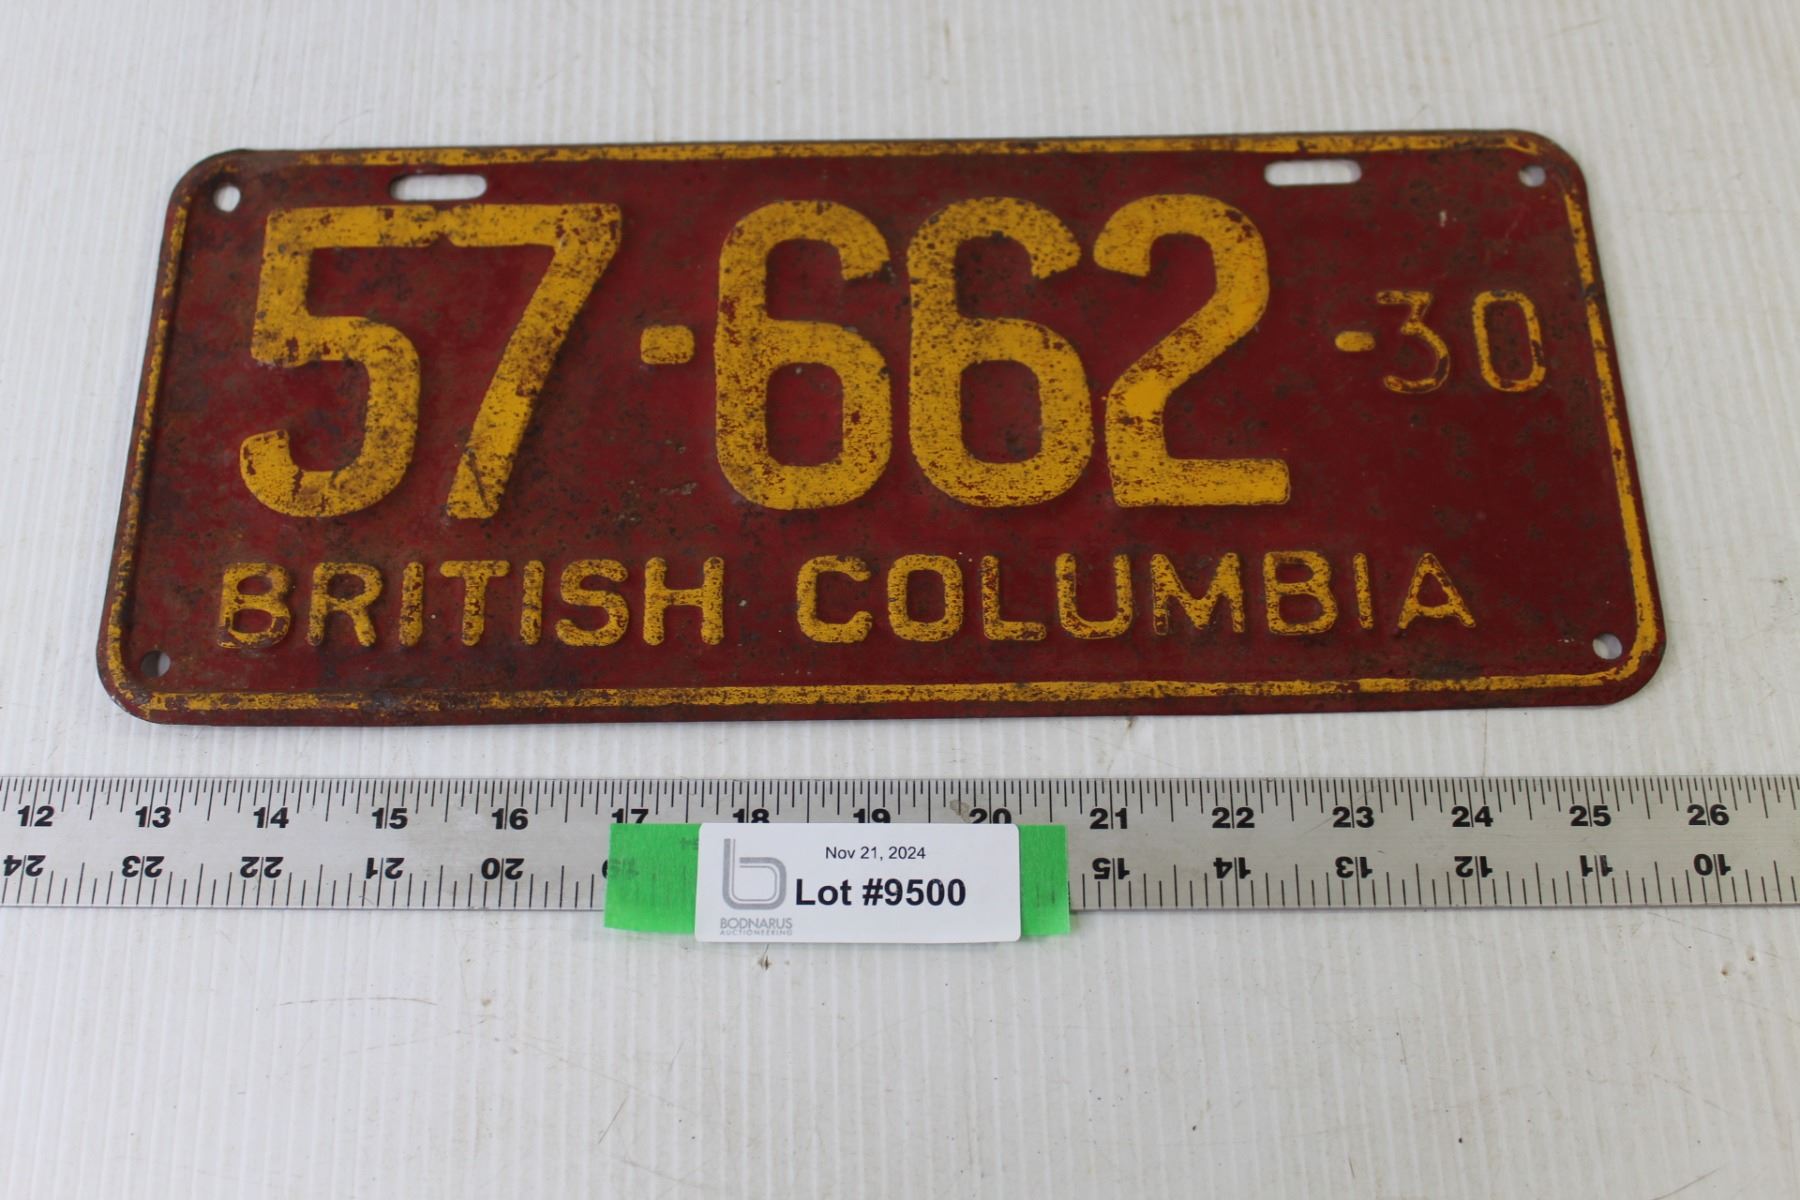 57-662 -30
BRITISH COLUMBIA
12 13 14 15 16 17 18 19 20 21 22 23 24 25 26
24 23 22 21 20 15 14 13 12 11 10
Nov 21, 2024
Lot #9500
b
BODNARUS
AUCTIONEERING